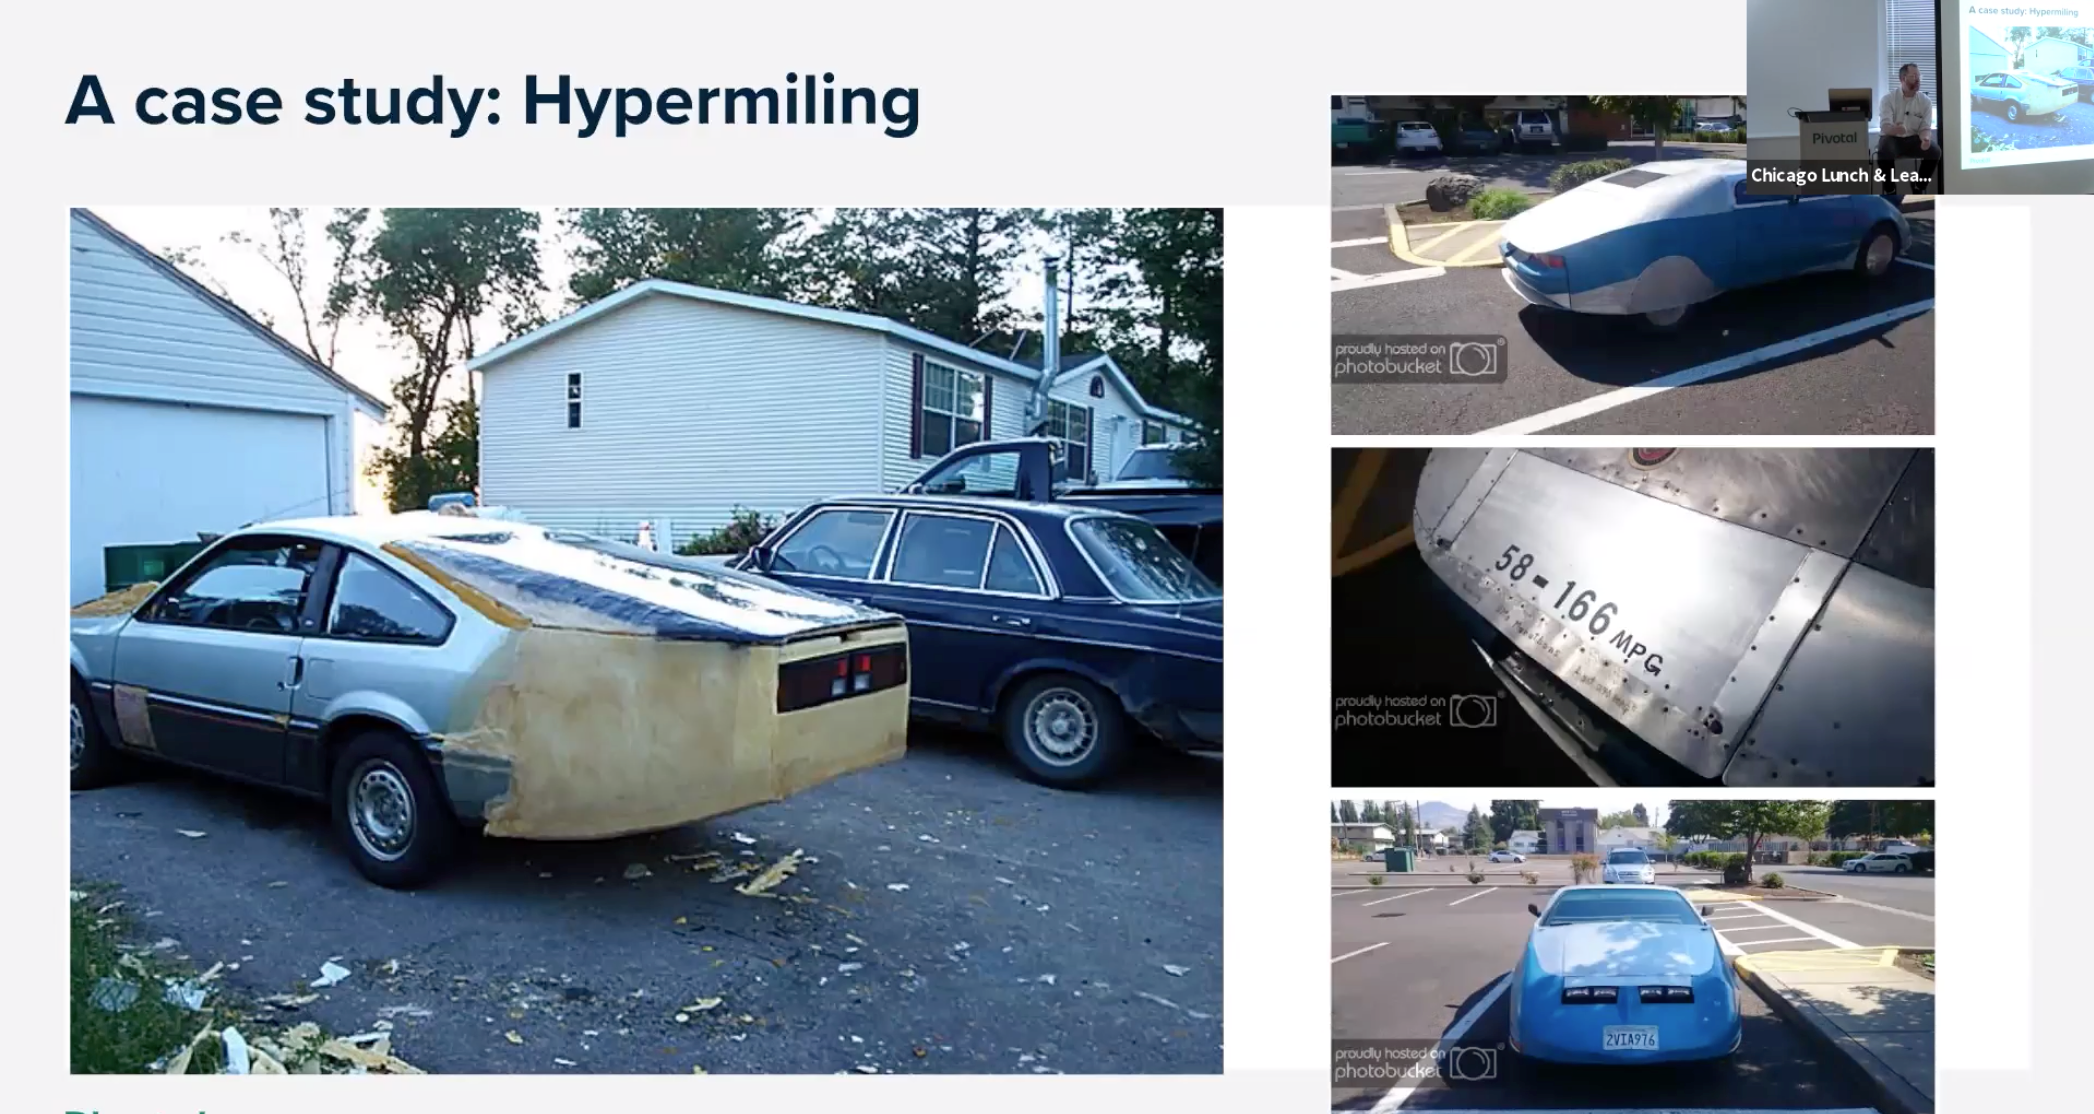 A case study: Hypermiling
A case study: Hypermiling
Pivotal
Chicago Lunch & Lea...
proudly hosted on
photobucket
58-166 MPG
proudly hosted on
photobucket
2VIA976
proudly hosted on
photobucket